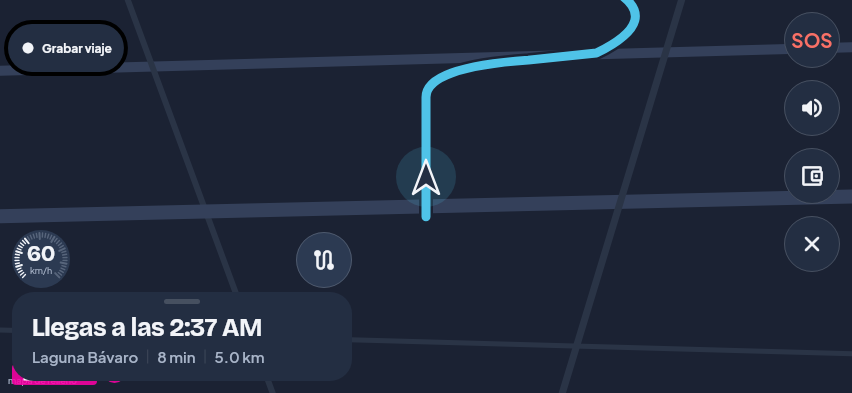 Grabar viaje
SOS
60
km/h
Llegas a las 2:37 AM
Laguna Bávaro | 8 min | 5.0 km